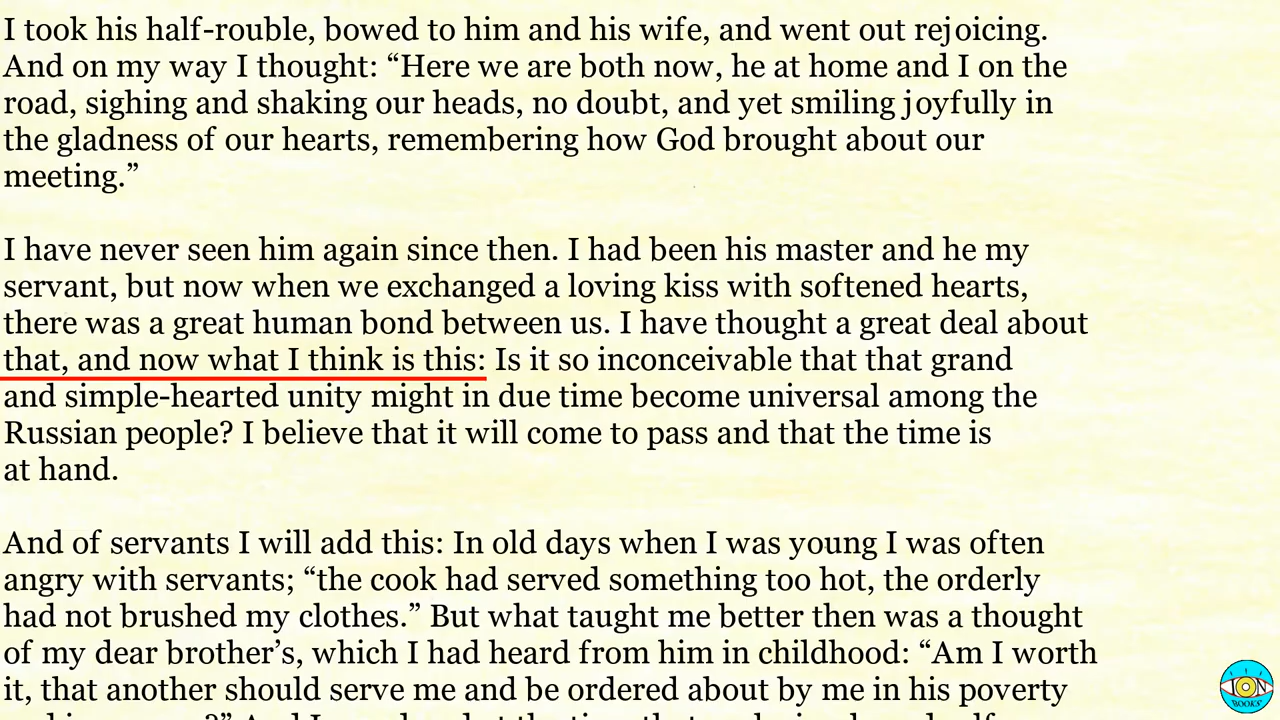 I took his half-rouble, bowed to him and his wife, and went out rejoicing.
And on my way I thought: “Here we are both now, he at home and I on the
road, sighing and shaking our heads, no doubt, and yet smiling joyfully in
the gladness of our hearts, remembering how God brought about our
meeting.”
I have never seen him again since then. I had been his master and he my
servant, but now when we exchanged a loving kiss with softened hearts,
there was a great human bond between us. I have thought a great deal about
that, and now what I think is this: Is it so inconceivable that that grand
and simple-hearted unity might in due time become universal among the
Russian people? I believe that it will come to pass and that the time is
at hand.
And of servants I will add this: In old days when I was young I was often
angry with servants; “the cook had served something too hot, the orderly
had not brushed my clothes.” But what taught me better then was a thought
of my dear brother’s, which I had heard from him in childhood: “Am I worth
it, that another should serve me and be ordered about by me in his poverty
ION
BOOKS